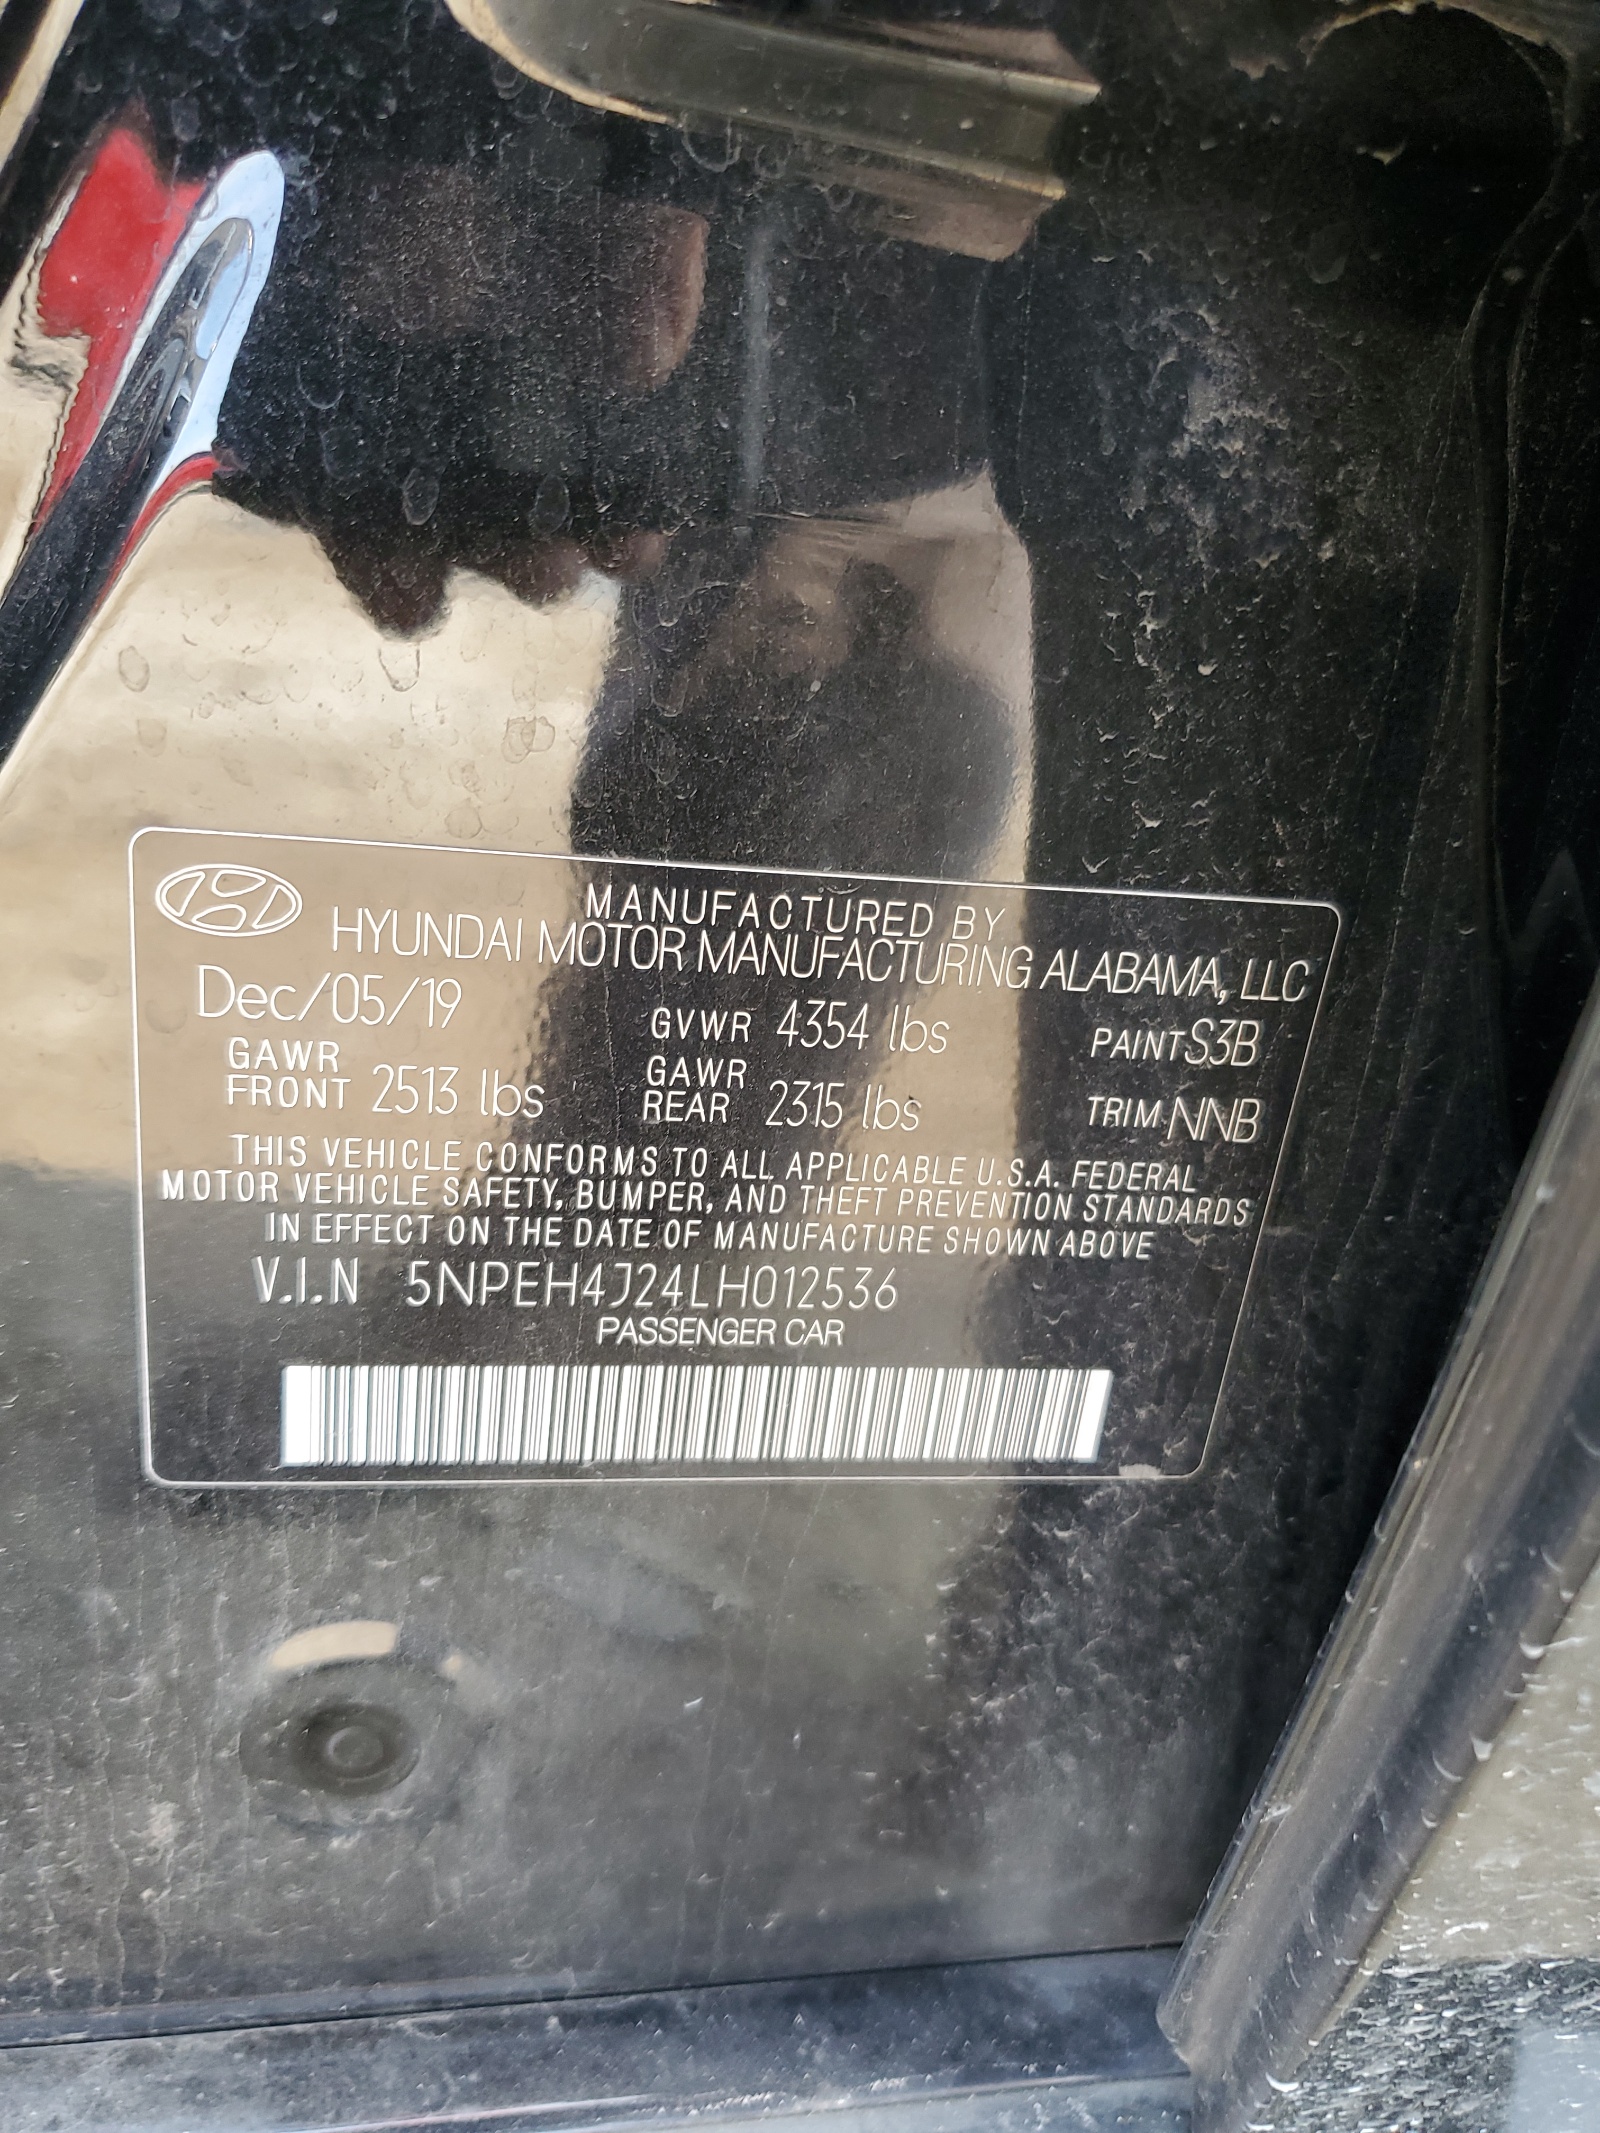 MANUFACTURED BY
HYUNDAI MOTOR MANUFACTURING ALABAMA, LLC
Dec/05/19 GVWR 4354 lbs PAINT:S3B
GAWR FRONT 2513 lbs GAWR REAR 2315 lbs TRIM:NNB
THIS VEHICLE CONFORMS TO ALL APPLICABLE U.S.A. FEDERAL
MOTOR VEHICLE SAFETY, BUMPER, AND THEFT PREVENTION STANDARDS
IN EFFECT ON THE DATE OF MANUFACTURE SHOWN ABOVE
V.I.N 5NPEH4J24LH012536
PASSENGER CAR